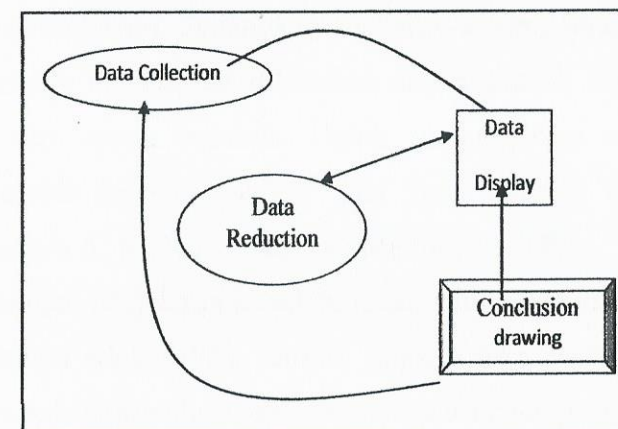 Data Collection
Data
Display
Data
Reduction
Conclusion
drawing